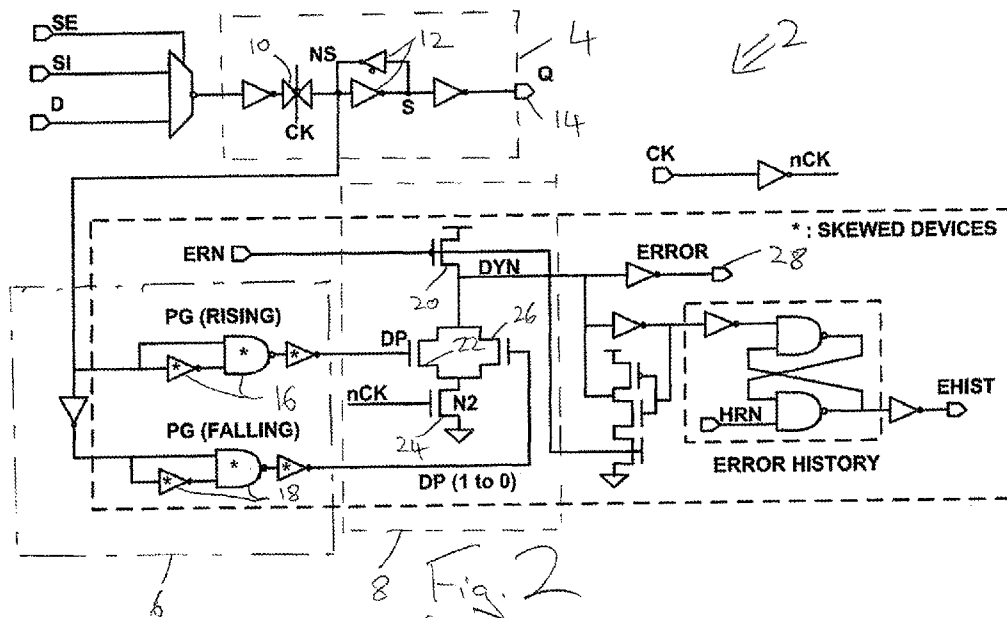 SE
SI
D
10
CK
NS
12
S
4
Q
14
2
CK
nCK
* : SKEWED DEVICES
ERN
20
DYN
ERROR
28
PG (RISING)
*
*
*
16
DP
22
26
nCK
N2
24
PG (FALLING)
*
*
*
18
DP (1 to 0)
HRN
EHIST
ERROR HISTORY
6
8
Fig. 2